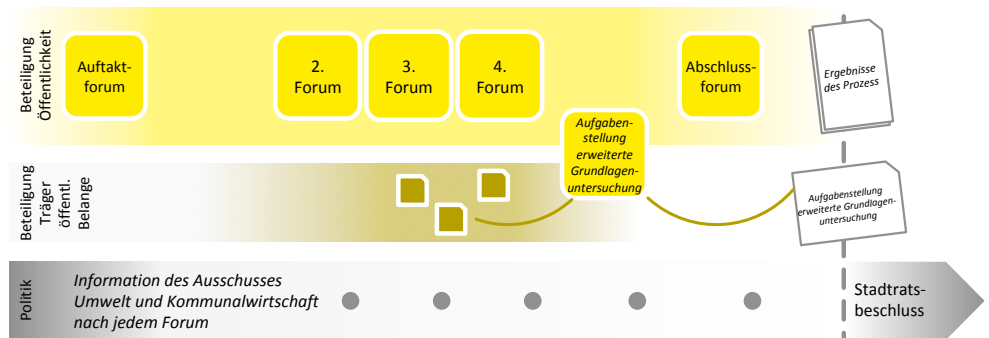 Beteiligung
Öffentlichkeit
Auftakt-
forum
2.
Forum
3.
Forum
4.
Forum
Abschluss-
forum
Ergebnisse
des Prozess
Aufgaben-
stellung
erweiterte
Grundlagen-
untersuchung
Beteiligung
Träger
öffentl.
Belange
Aufgabenstellung
erweiterte Grundlagen-
untersuchung
Politik
Information des Ausschusses
Umwelt und Kommunalwirtschaft
nach jedem Forum
Stadtrats-
beschluss